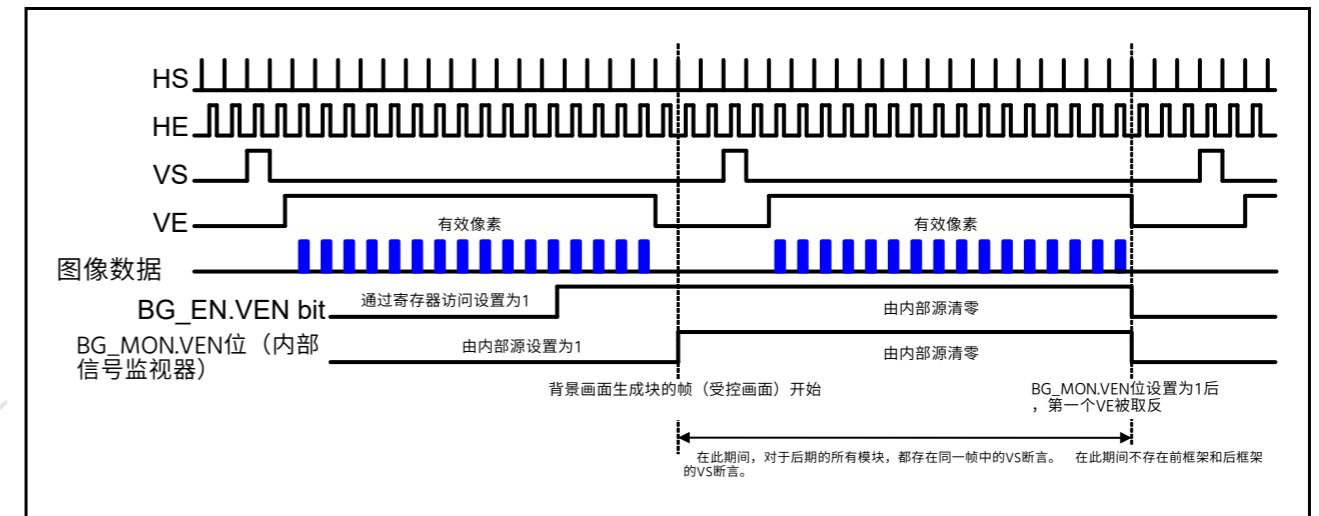 HS
HE
VS
VE
有效像素
有效像素
图像数据
BG_EN.VEN bit
通过寄存器访问设置为1
由内部源清零
BG_MON.VEN位（内部
信号监视器）
由内部源设置为1
由内部源清零
背景画面生成块的帧（受控画面）开始
BG_MON.VEN位设置为1后
，第一个VE被取反
在此期间，对于后期的所有模块，都存在同一帧中的VS断言。 在此期间不存在前框架和后框架
的VS断言。